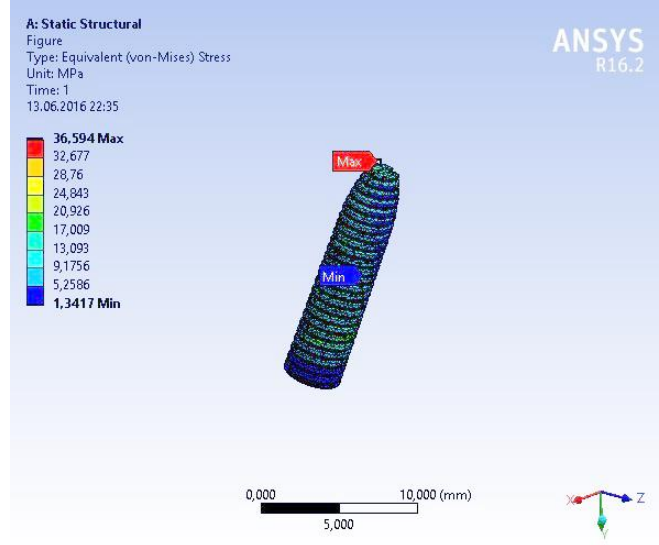 A: Static Structural
Figure
Type: Equivalent (von-Mises) Stress
Unit: MPa
Time: 1
13.06.2016 22:35
ANSYS
R16.2
36,594 Max
32,677
28,76
24,843
20,926
17,009
13,093
9,1756
5,2586
1,3417 Min
Max
Min
0,000
10,000 (mm)
5,000
X
Y
Z